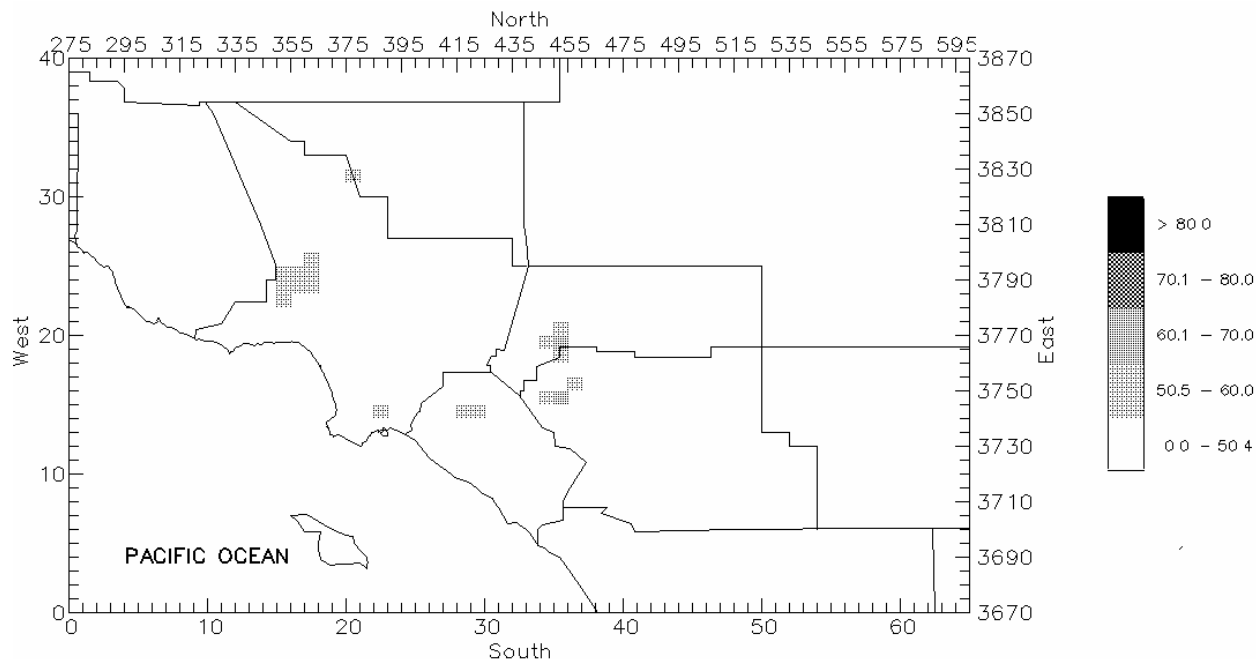 North
275 295 315 335 355 375 395 415 435 455 475 495 515 535 555 575 595
40 3870
3850
30 3830
3810
> 80 0
70.1 – 80.0
60.1 – 70.0
50.5 – 60.0
0 0 – 50 4
3790
20 3770
West East
3750
3730
10
3710
PACIFIC OCEAN 3690
0 3670
0 10 20 30 40 50 60
South